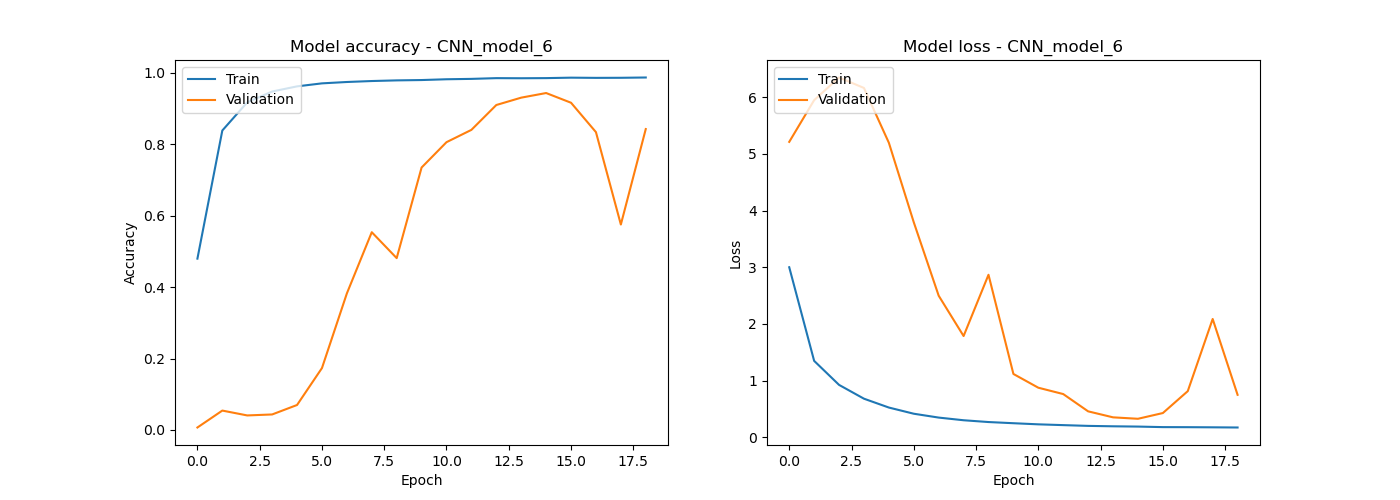 Model accuracy - CNN_model_6
Train
Validation
1.0
0.8
0.6
0.4
0.2
0.0
Accuracy
0.0 2.5 5.0 7.5 10.0 12.5 15.0 17.5
Epoch
Model loss - CNN_model_6
Train
Validation
6
5
4
3
2
1
0
Loss
0.0 2.5 5.0 7.5 10.0 12.5 15.0 17.5
Epoch